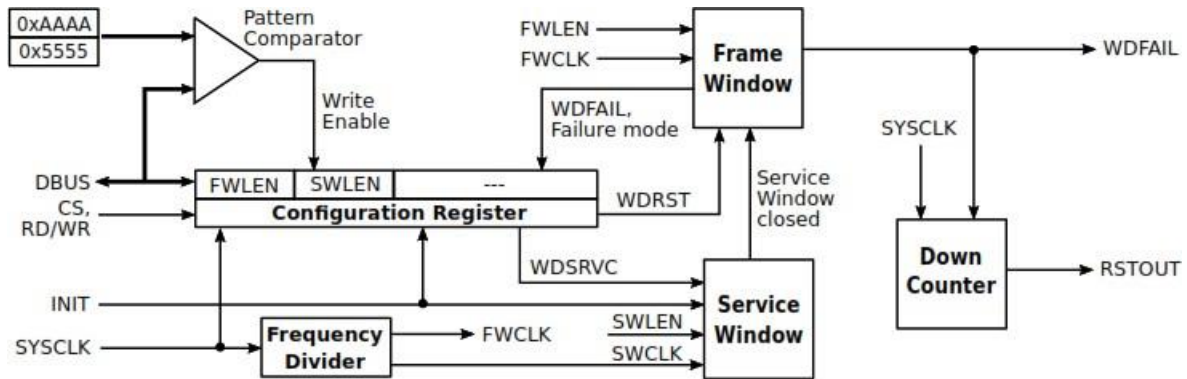 0xAAAA
0x5555
Pattern
Comparator
Write
Enable
FWLEN
FWCLK
Frame
Window
WDFAIL
WDFAIL,
Failure mode
SYSCLK
DBUS
CS,
RD/WR
FWLEN
SWLEN
---
Configuration Register
WDRST
Service
Window
closed
Down
Counter
RSTOUT
WDSRVC
INIT
SYSCLK
Frequency
Divider
FWCLK
SWLEN
SWCLK
Service
Window